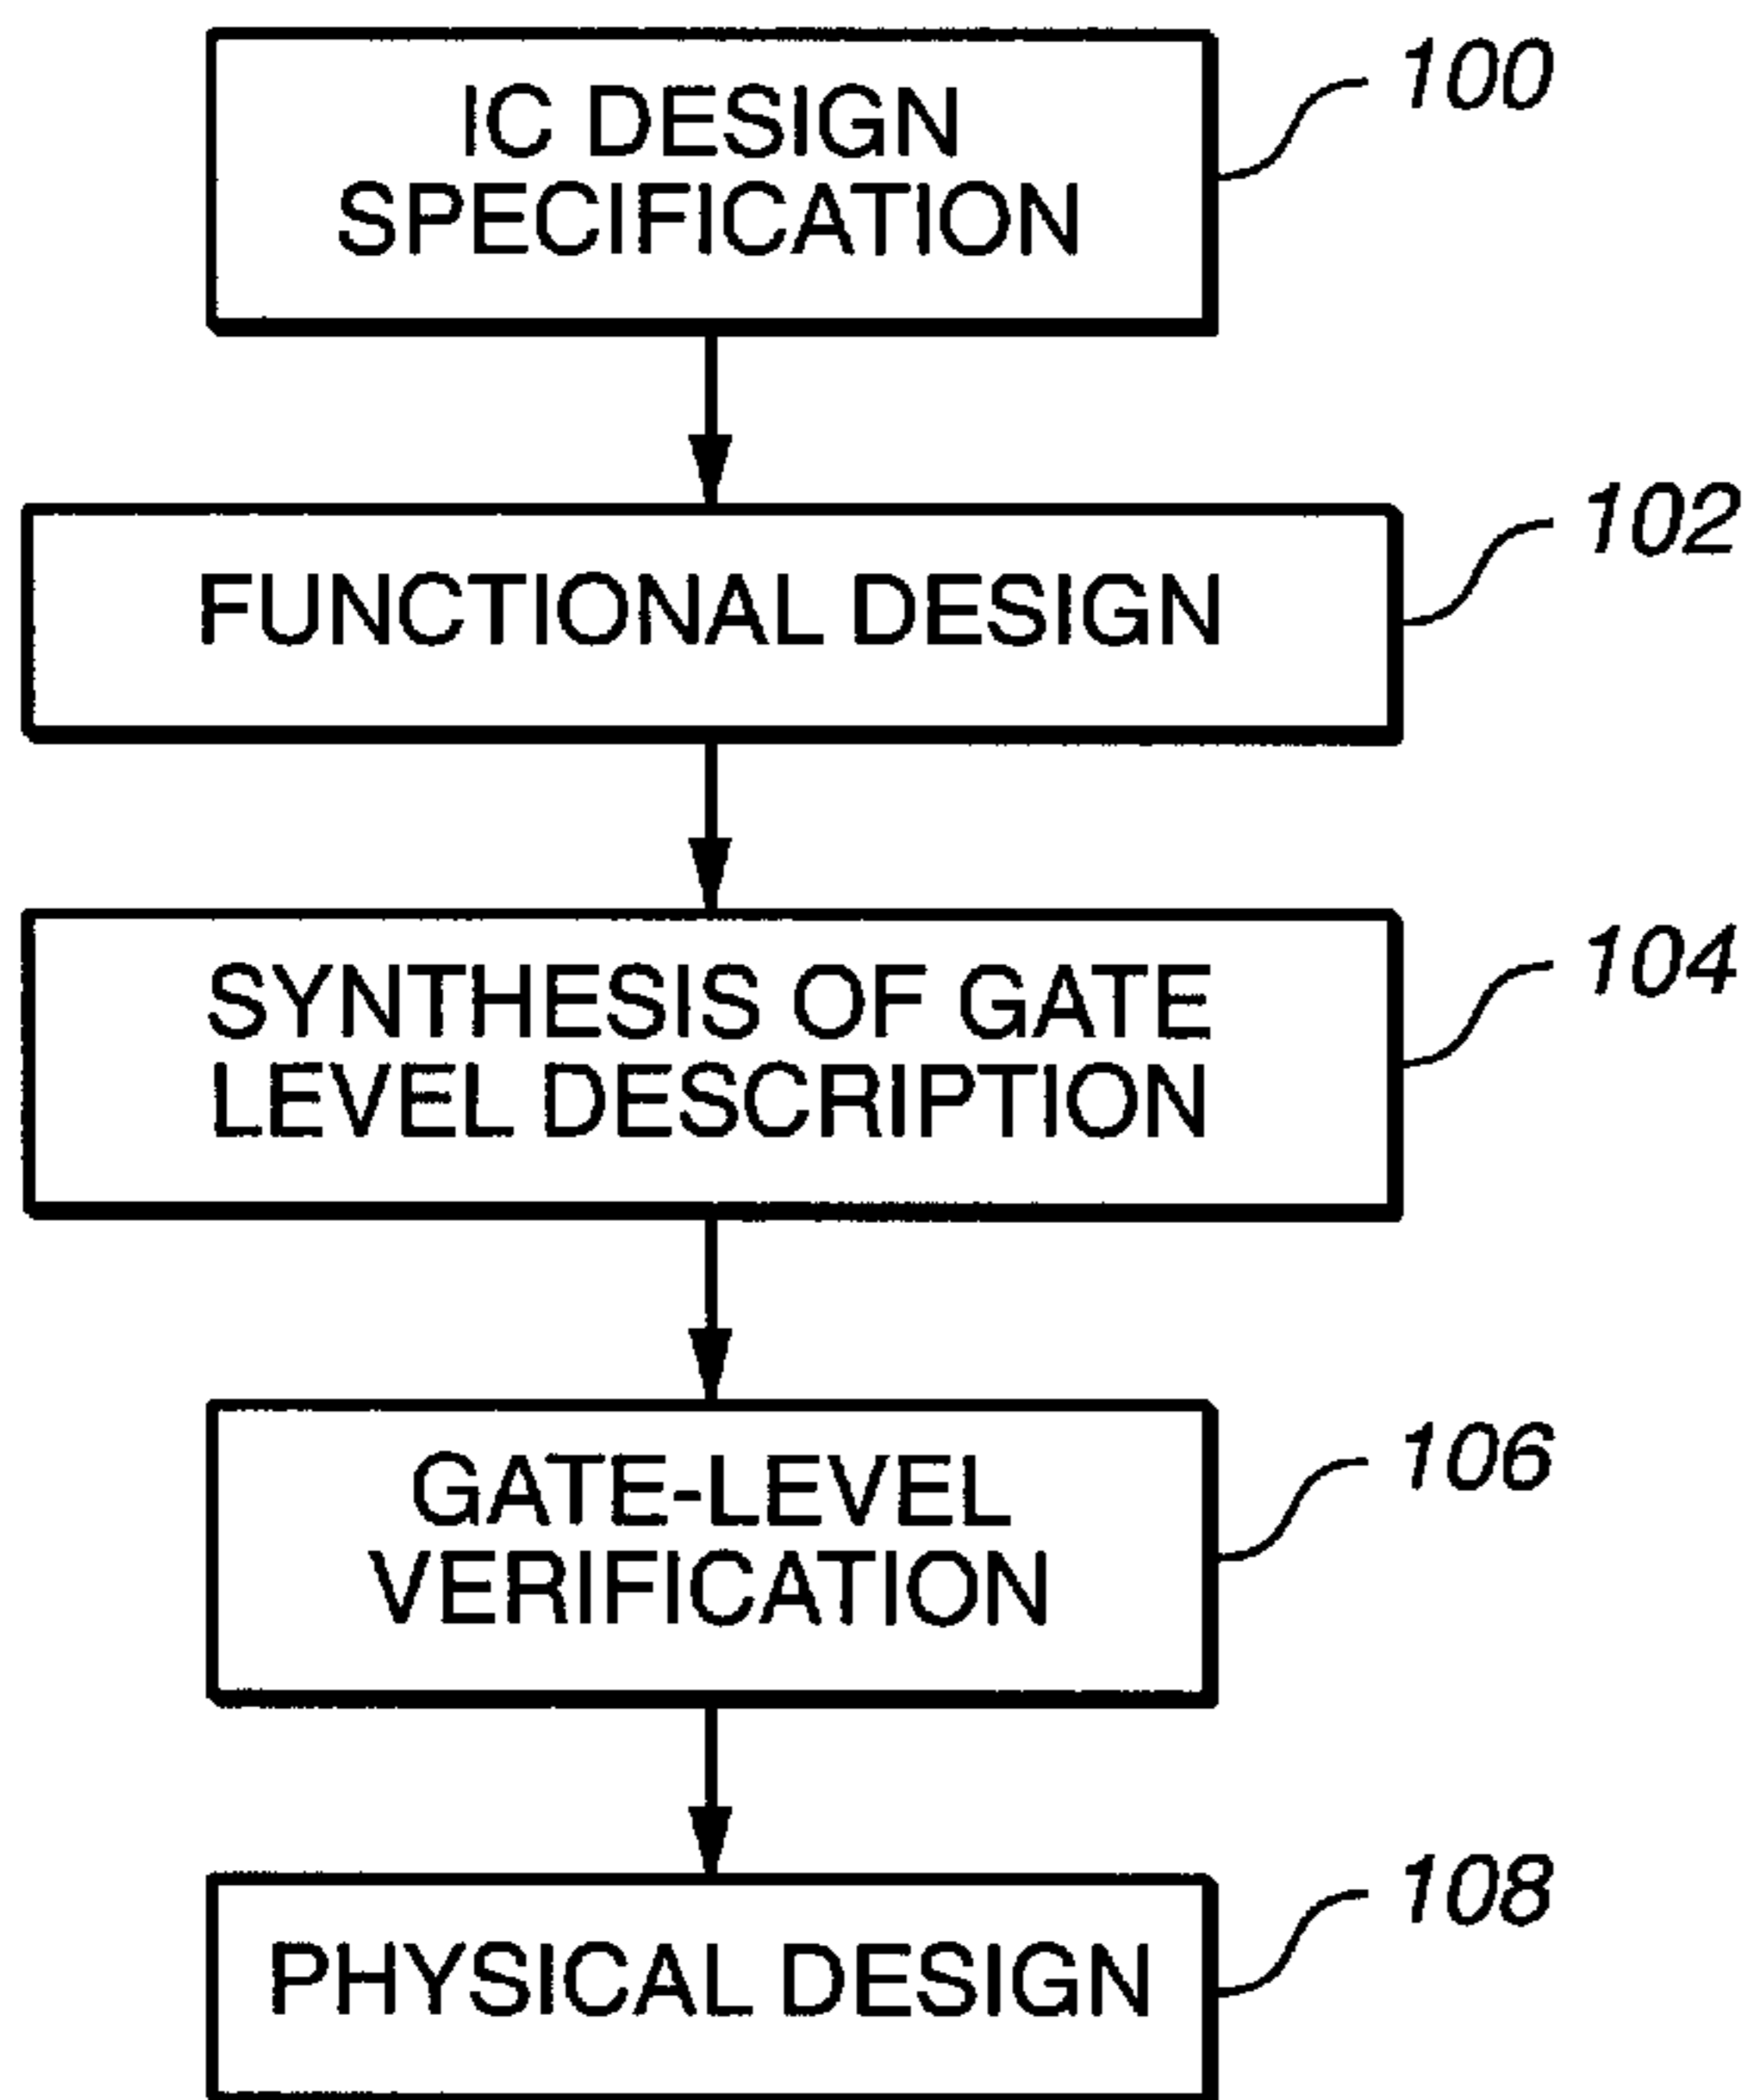 IC DESIGN
SPECIFICATION
100
FUNCTIONAL DESIGN
102
SYNTHESIS OF GATE
LEVEL DESCRIPTION
104
GATE-LEVEL
VERIFICATION
106
PHYSICAL DESIGN
108